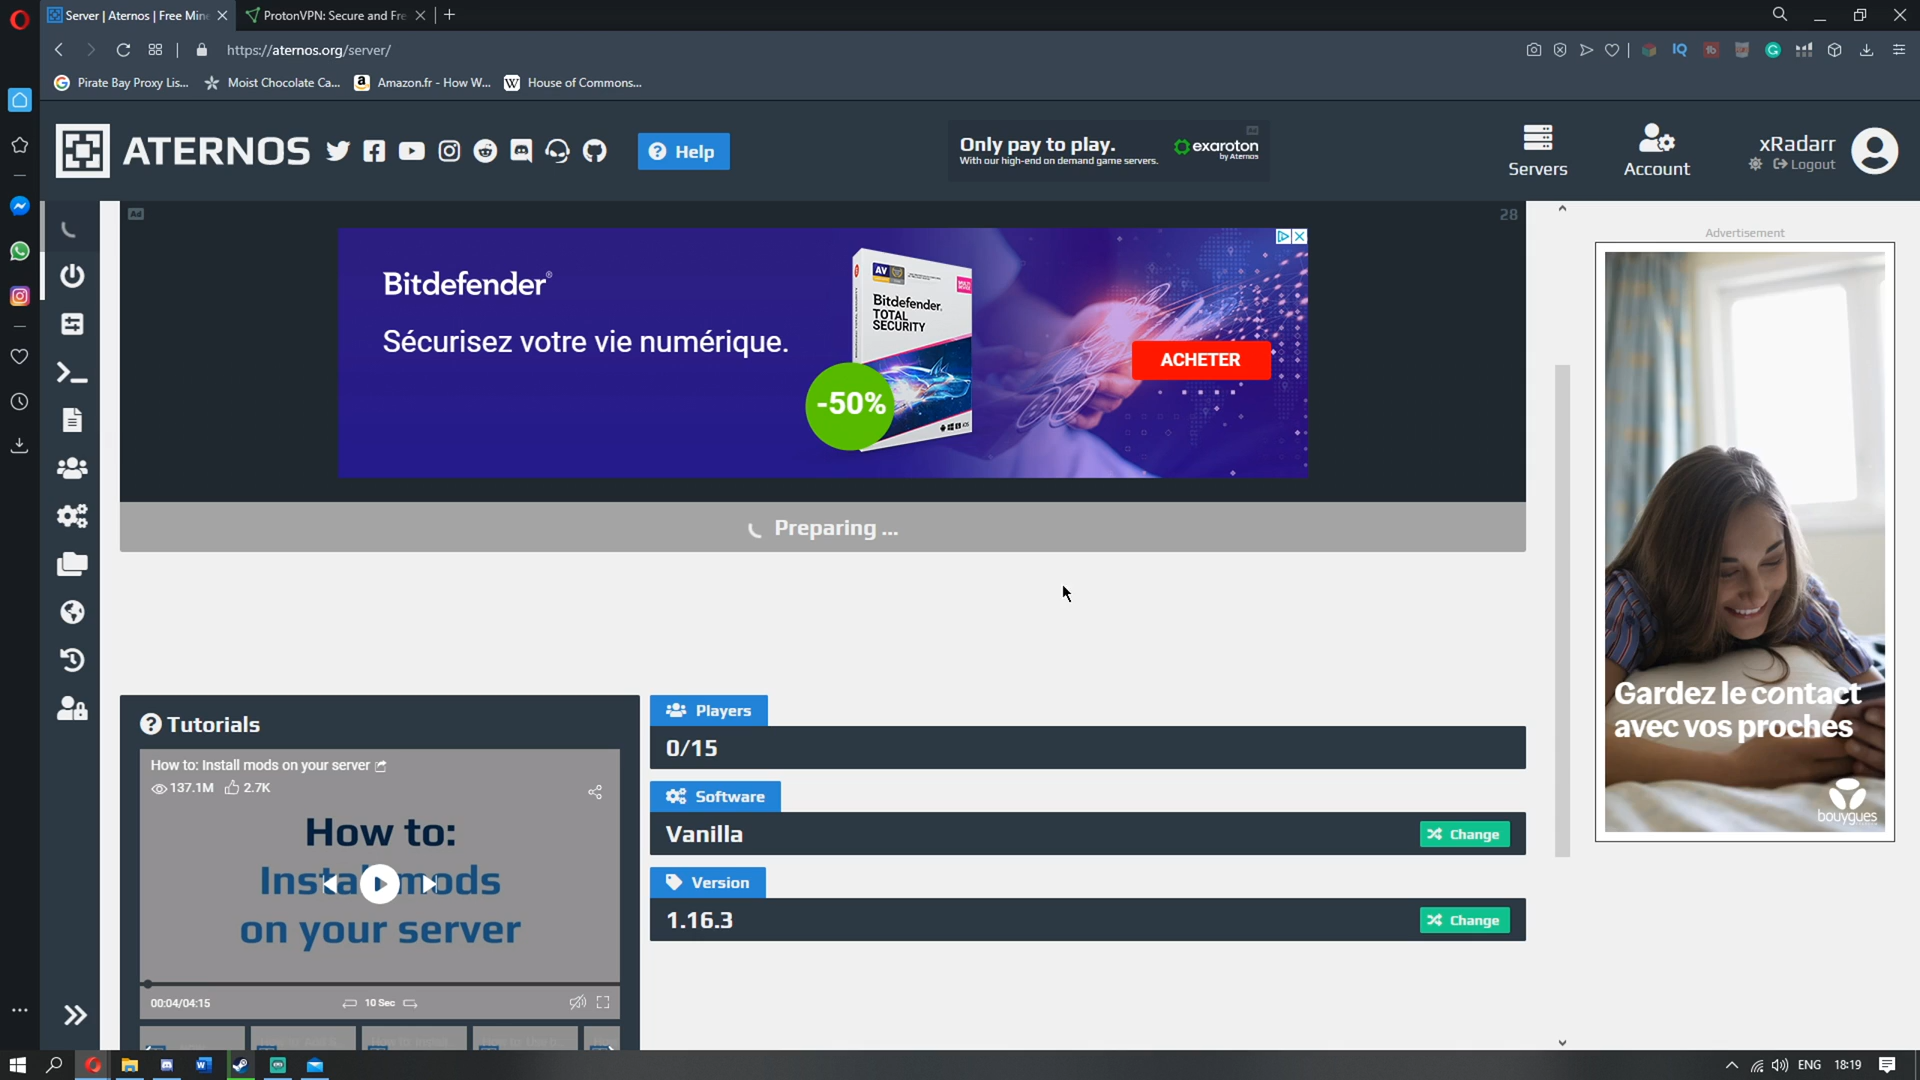 Server | Aternos | Free Mine
ProtonVPN: Secure and Fre
https://aternos.org/server/
Pirate Bay Proxy Lis...
Moist Chocolate Ca...
Amazon.fr - How W...
House of Commons...
ATERNOS
Help
Only pay to play.
With our high-end on demand game servers.
Ad
exaroton
by Aternos
Servers
Account
xRadarr
Logout
Ad
28
Bitdefender®
Sécurisez votre vie numérique.
AV
Bitdefender
TOTAL
SECURITY
-50%
ACHETER
Preparing ...
Advertisement
Gardez le contact
avec vos proches
bouygues
Tutorials
How to: Install mods on your server
137.1M
2.7K
How to:
Install mods
on your server
00:04/04:15
10 Sec
Players
0/15
Software
Vanilla
Change
Version
1.16.3
Change
ENG
18:19